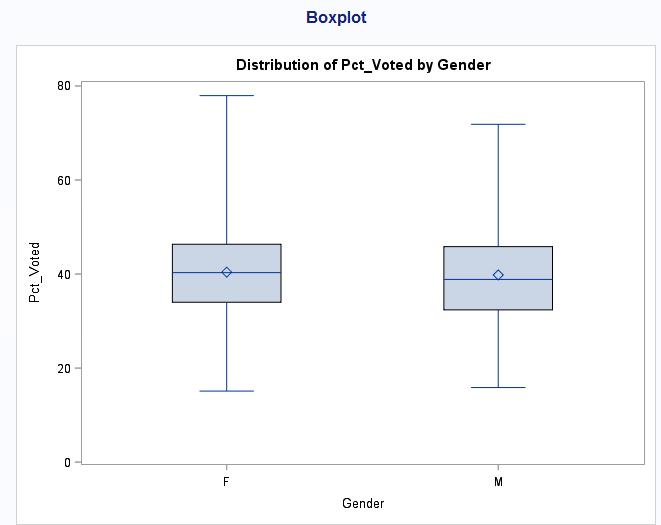 Boxplot
Distribution of Pct_Voted by Gender
80
60
40
20
0
Pct_Voted
F
M
Gender